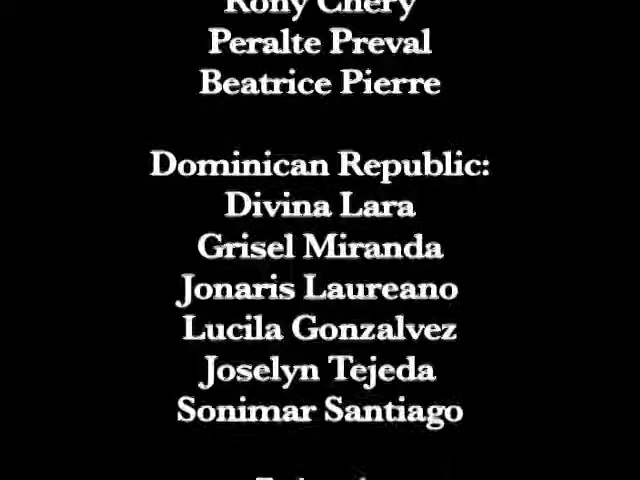 Rony Chery
Peralte Preval
Beatrice Pierre
Dominican Republic:
Divina Lara
Grisel Miranda
Jonaris Laureano
Lucila Gonzalvez
Joselyn Tejeda
Sonimar Santiago